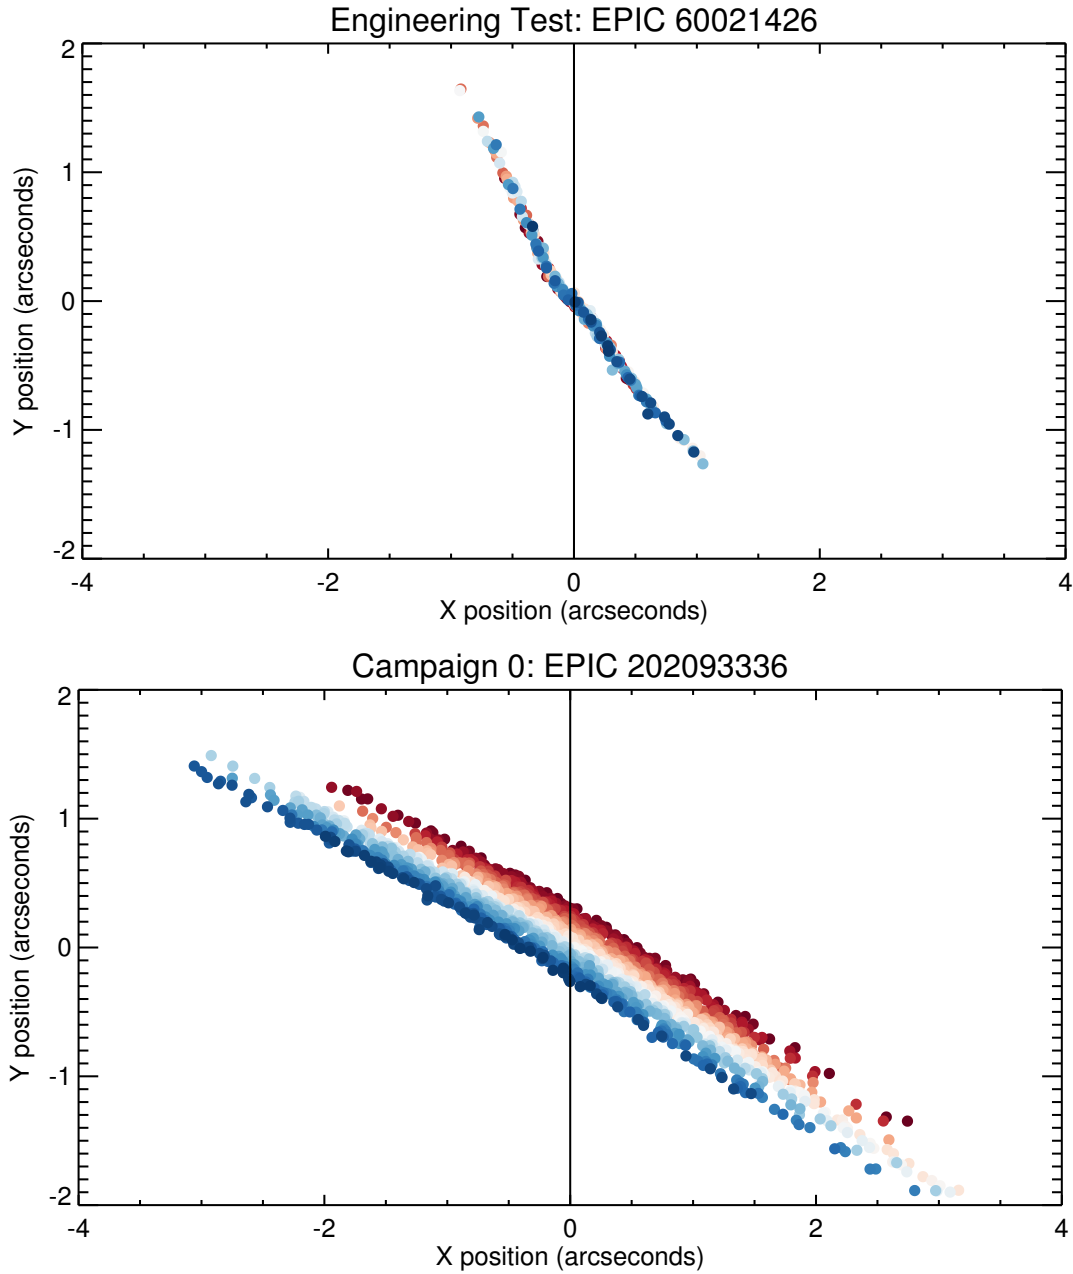 Engineering Test: EPIC 60021426
2
1
0
-1
-2
Y position (arcseconds)
-4 -2 0 2 4
X position (arcseconds)
Campaign 0: EPIC 202093336
2
1
0
-1
-2
Y position (arcseconds)
-4 -2 0 2 4
X position (arcseconds)